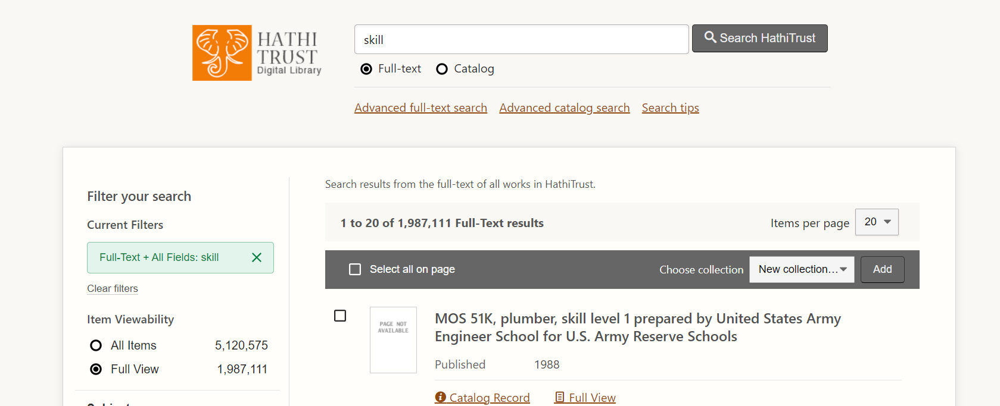 HATHI
TRUST
Digital Library
skill
Search HathiTrust
Full-text Catalog
Advanced full-text search Advanced catalog search Search tips
Filter your search
Current Filters
Full-Text + All Fields: skill
Clear filters
Item Viewability
All Items 5,120,575
Full View 1,987,111
Search results from the full-text of all works in HathiTrust.
1 to 20 of 1,987,111 Full-Text results
Items per page 20
Select all on page
Choose collection New collection... Add
PAGE NOT
AVAILABLE
MOS 51K, plumber, skill level 1 prepared by United States Army
Engineer School for U.S. Army Reserve Schools
Published 1988
Catalog Record Full View